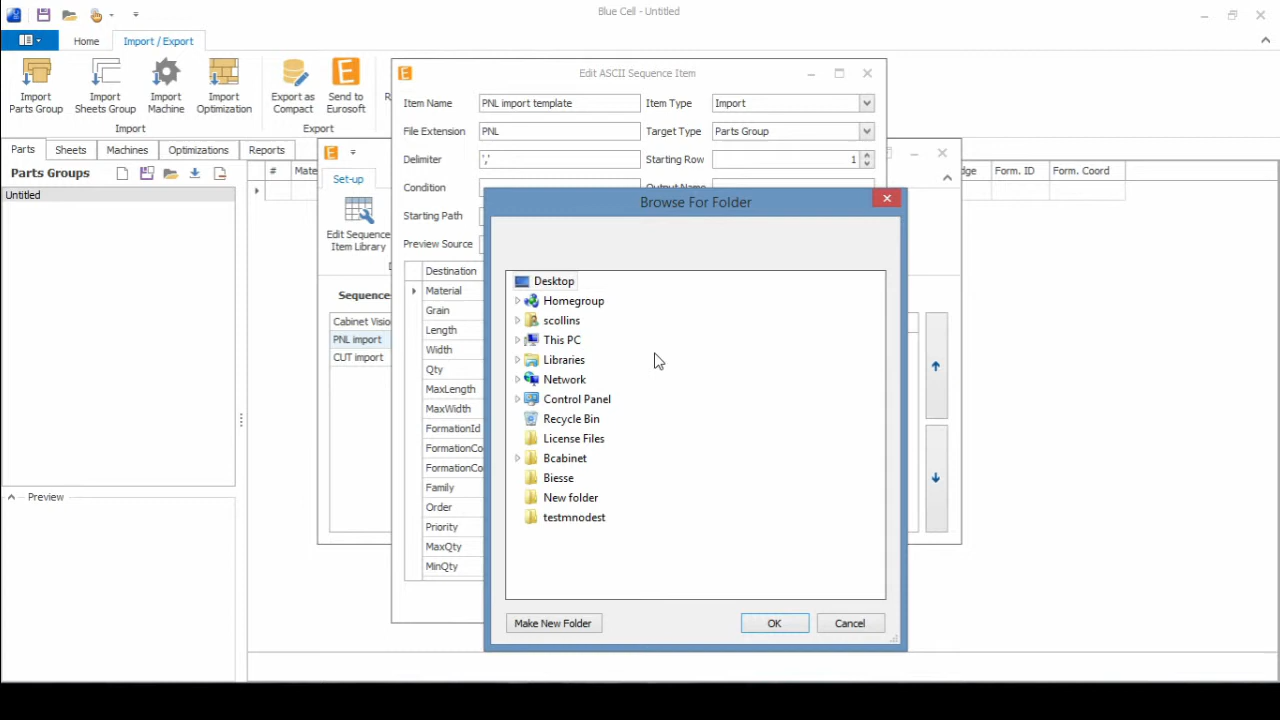 Blue Cell - Untitled
Home
Import / Export
Import
Parts Group
Import
Sheets Group
Import
Machine
Import
Optimization
Export as
Compact
Send to
Eurosoft
Import
Export
Parts
Sheets
Machines
Optimizations
Reports
Parts Groups
Untitled
Preview
#
Form. ID
Form. Coord
Set-up
Edit Sequence
Item Library
Cabinet Visio
PNL import
CUT import
Edit ASCII Sequence Item
Item Name
PNL import template
Item Type
Import
File Extension
PNL
Target Type
Parts Group
Delimiter
','
Starting Row
1
Condition
Starting Path
Preview Source
Destination
Material
Grain
Length
Width
Qty
MaxLength
MaxWidth
FormationId
FormationCo
FormationCo
Family
Order
Priority
MaxQty
MinQty
Browse For Folder
Desktop
Homegroup
scollins
This PC
Libraries
Network
Control Panel
Recycle Bin
License Files
Bcabinet
Biesse
New folder
testmnodest
Make New Folder
OK
Cancel